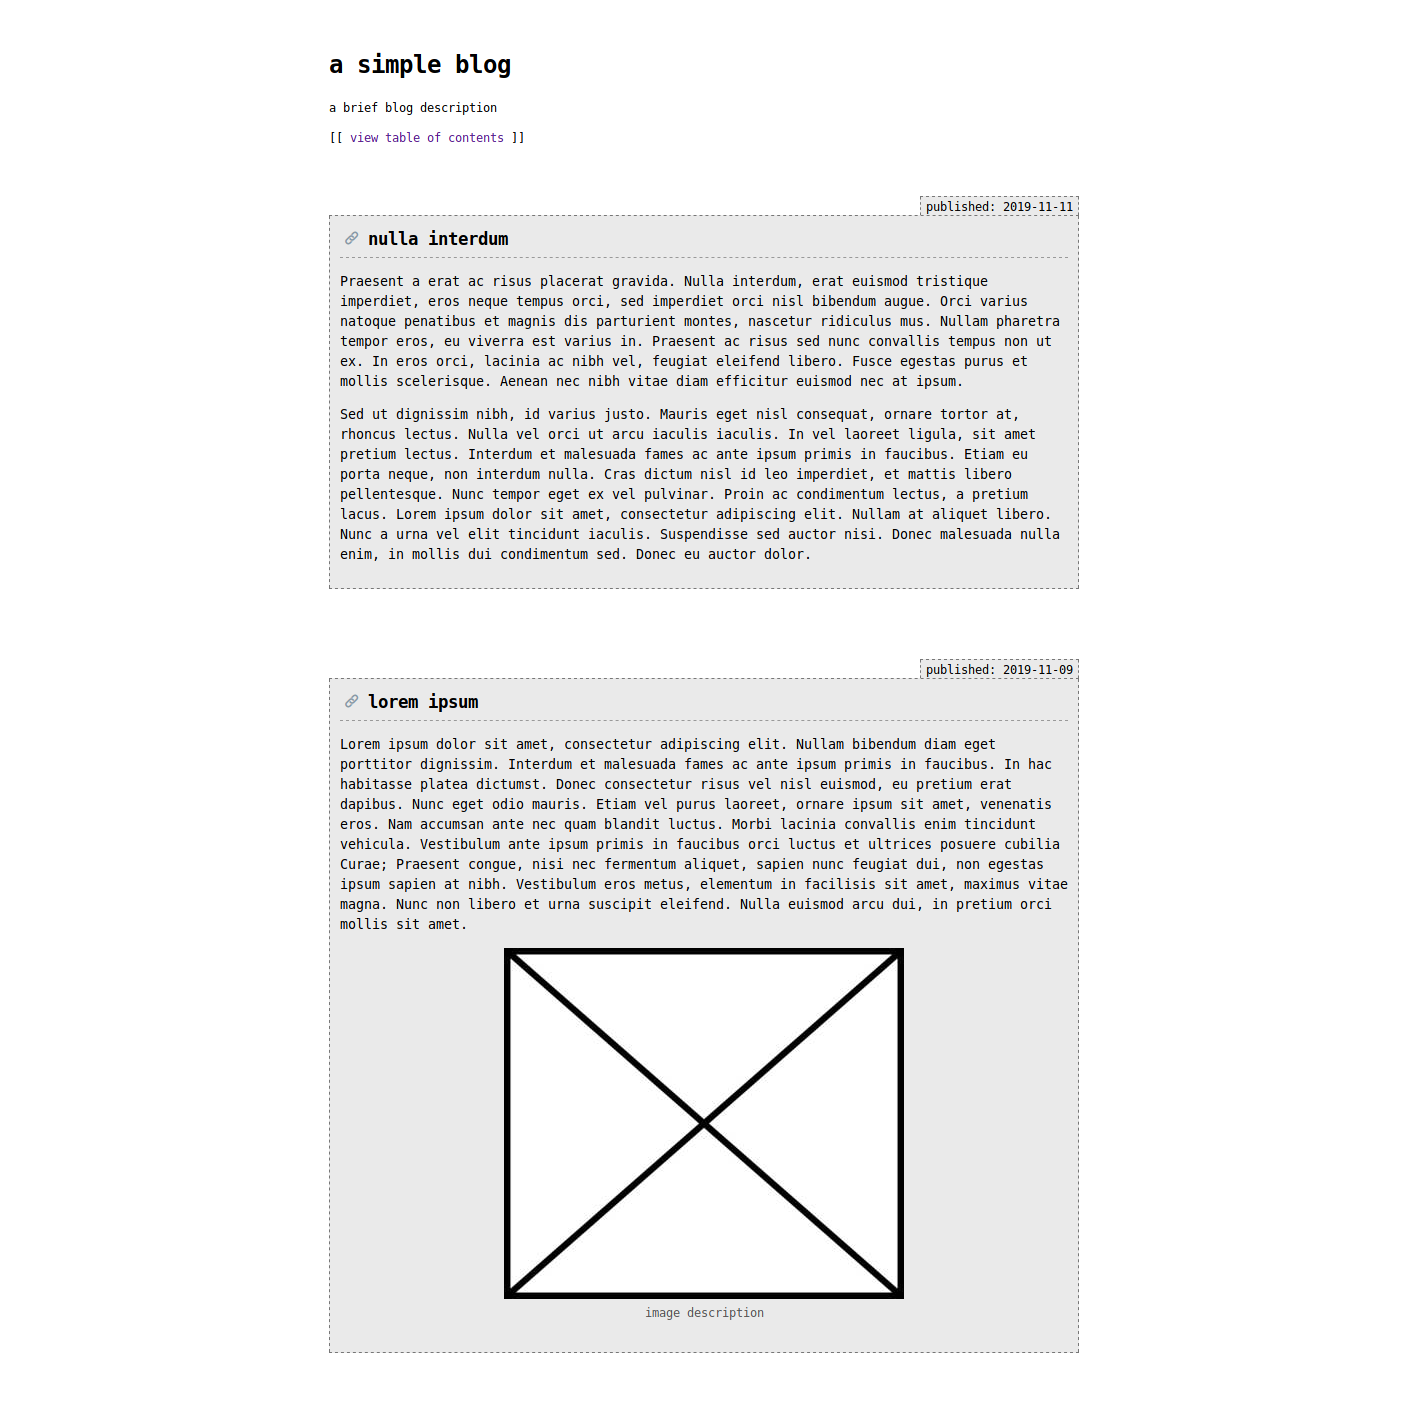 a simple blog
a brief blog description
[[ view table of contents ]]
published: 2019-11-11
nulla interdum
Praesent a erat ac risus placerat gravida. Nulla interdum, erat euismod tristique
imperdiet, eros neque tempus orci, sed imperdiet orci nisl bibendum augue. Orci varius
natoque penatibus et magnis dis parturient montes, nascetur ridiculus mus. Nullam pharetra
tempor eros, eu viverra est varius in. Praesent ac risus sed nunc convallis tempus non ut
ex. In eros orci, lacinia ac nibh vel, feugiat eleifend libero. Fusce egestas purus et
mollis scelerisque. Aenean nec nibh vitae diam efficitur euismod nec at ipsum.
Sed ut dignissim nibh, id varius justo. Mauris eget nisl consequat, ornare tortor at,
rhoncus lectus. Nulla vel orci ut arcu iaculis iaculis. In vel laoreet ligula, sit amet
pretium lectus. Interdum et malesuada fames ac ante ipsum primis in faucibus. Etiam eu
porta neque, non interdum nulla. Cras dictum nisl id leo imperdiet, et mattis libero
pellentesque. Nunc tempor eget ex vel pulvinar. Proin ac condimentum lectus, a pretium
lacus. Lorem ipsum dolor sit amet, consectetur adipiscing elit. Nullam at aliquet libero.
Nunc a urna vel elit tincidunt iaculis. Suspendisse sed auctor nisi. Donec malesuada nulla
enim, in mollis dui condimentum sed. Donec eu auctor dolor.
published: 2019-11-09
lorem ipsum
Lorem ipsum dolor sit amet, consectetur adipiscing elit. Nullam bibendum diam eget
porttitor dignissim. Interdum et malesuada fames ac ante ipsum primis in faucibus. In hac
habitasse platea dictumst. Donec consectetur risus vel nisl euismod, eu pretium erat
dapibus. Nunc eget odio mauris. Etiam vel purus laoreet, ornare ipsum sit amet, venenatis
eros. Nam accumsan ante nec quam blandit luctus. Morbi lacinia convallis enim tincidunt
vehicula. Vestibulum ante ipsum primis in faucibus orci luctus et ultrices posuere cubilia
Curae; Praesent congue, nisi nec fermentum aliquet, sapien nunc feugiat dui, non egestas
ipsum sapien at nibh. Vestibulum eros metus, elementum in facilisis sit amet, maximus vitae
magna. Nunc non libero et urna suscipit eleifend. Nulla euismod arcu dui, in pretium orci
mollis sit amet.
image description